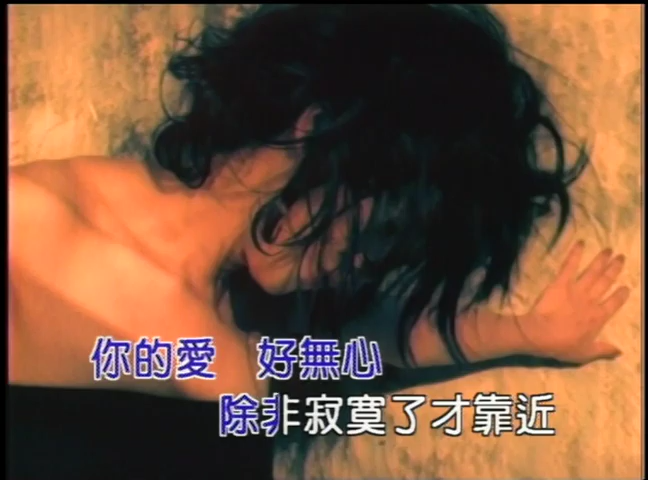 你的愛 好無心
除非寂寞了才靠近